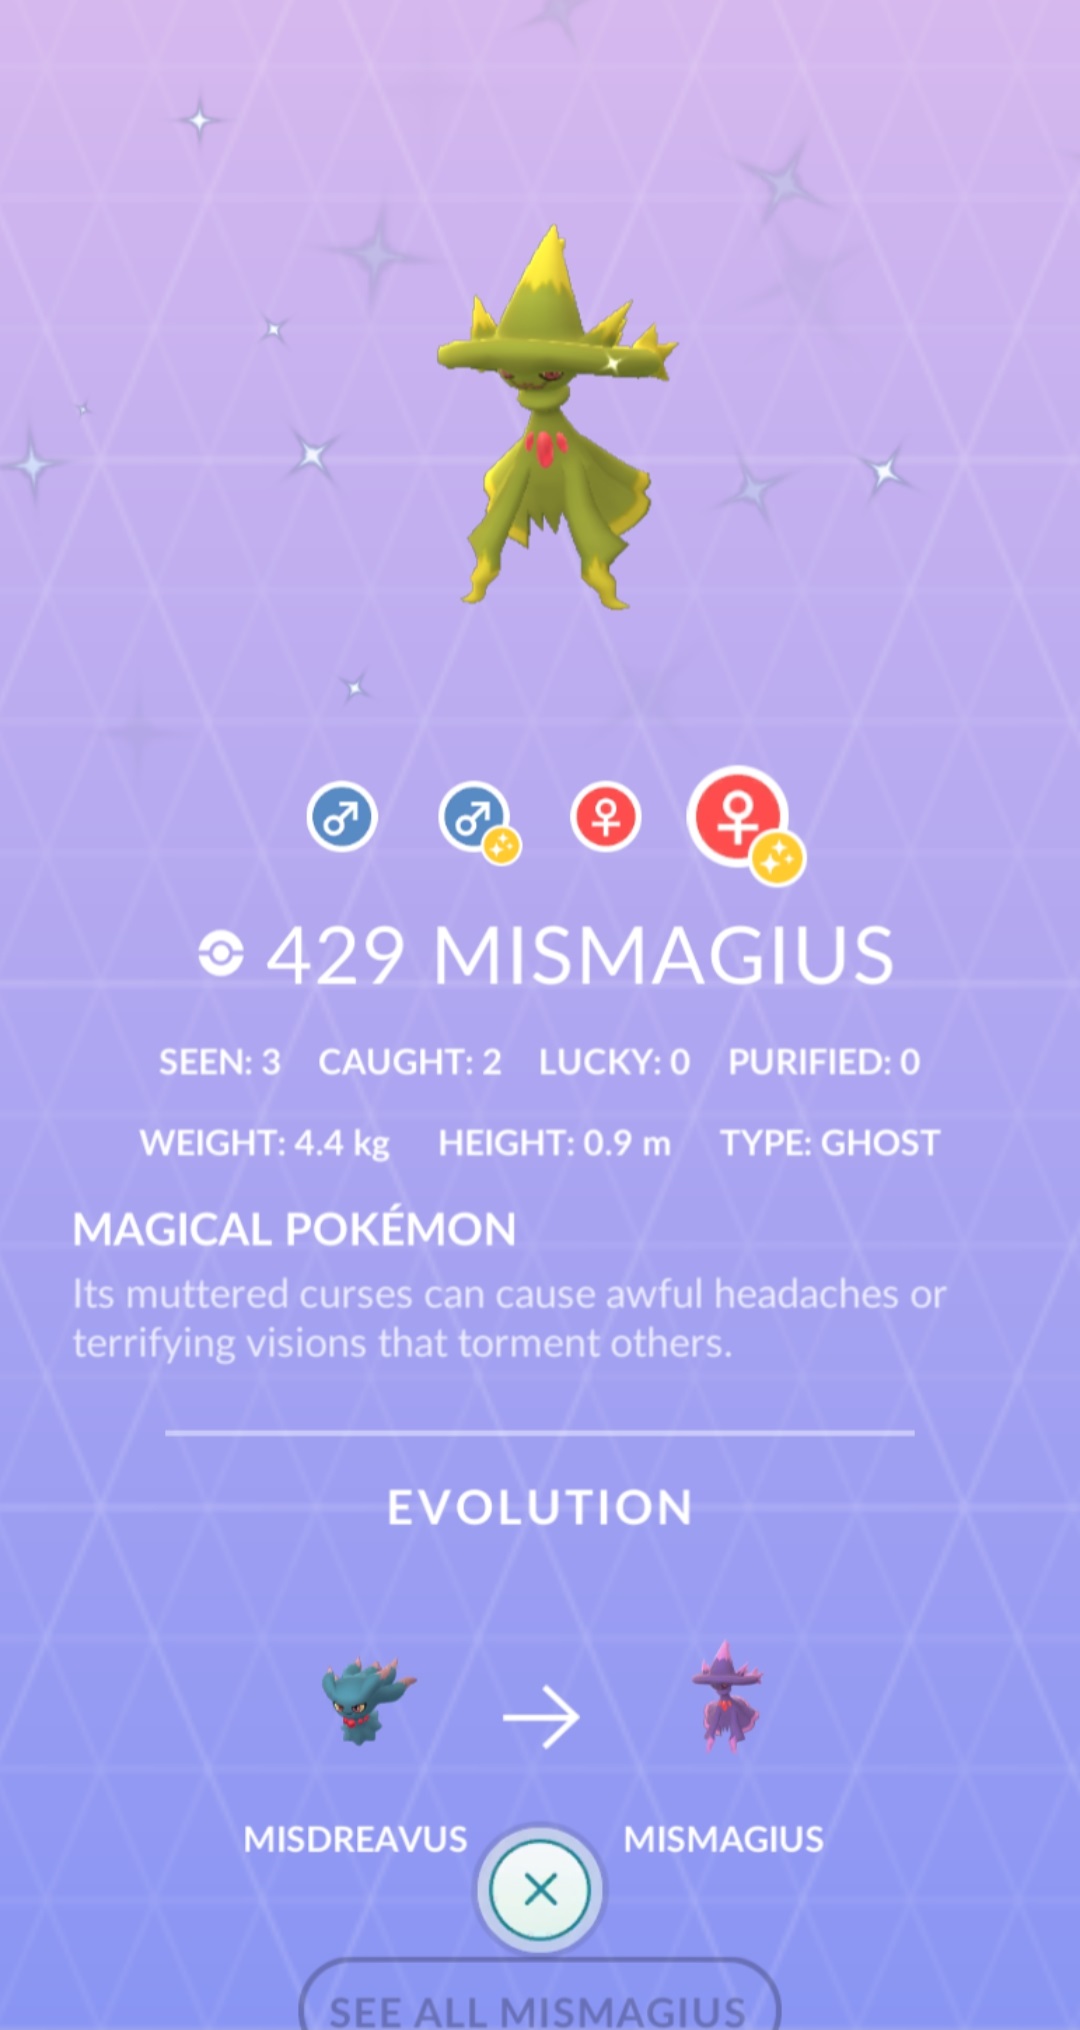 429 MISMAGIUS
SEEN: 3 CAUGHT: 2 LUCKY: 0 PURIFIED: 0
WEIGHT: 4.4 kg HEIGHT: 0.9 m TYPE: GHOST
MAGICAL POKÉMON
Its muttered curses can cause awful headaches or
terrifying visions that torment others.
EVOLUTION
MISDREAVUS MISMAGIUS
SEE ALL MISMAGIUS